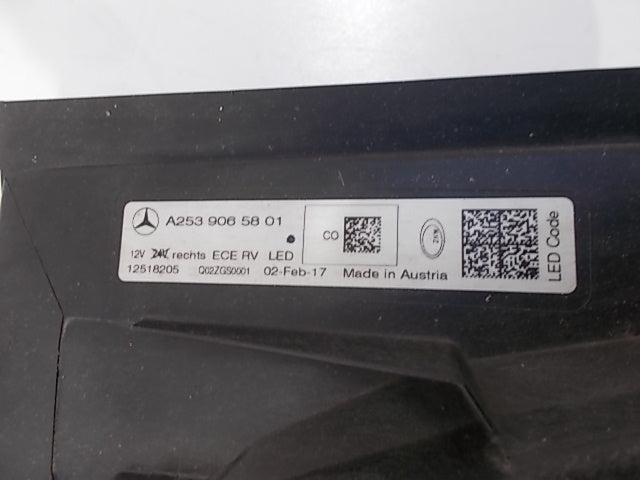 A253 906 58 01
CO
ZKW
12V 24V rechts ECE RV LED
12518205 Q02ZGS0001 02-Feb-17 Made in Austria
LED Code